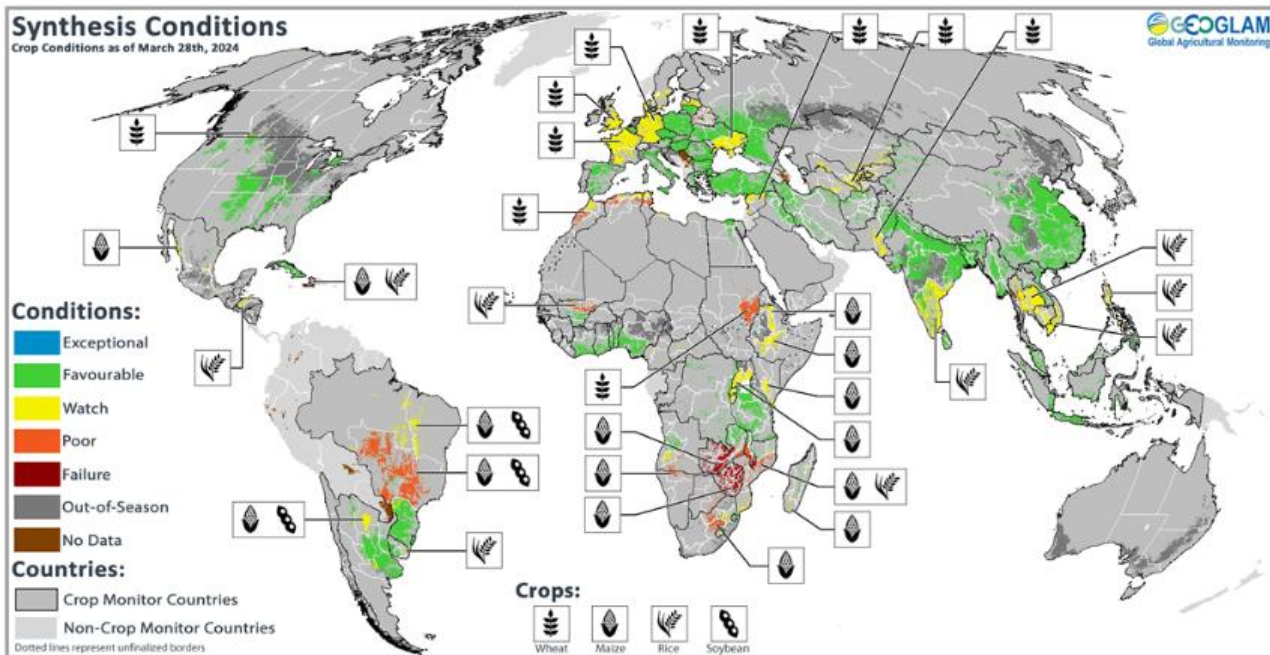 Synthesis Conditions
Crop Conditions as of March 28th, 2024
GEOGLAM
Global Agricultural Monitoring
Conditions:
Exceptional
Favourable
Watch
Poor
Failure
Out-of-Season
No Data
Countries:
Crop Monitor Countries
Non-Crop Monitor Countries
Dotted lines represent unfinalized borders
Crops:
Wheat Maize Rice Soybean